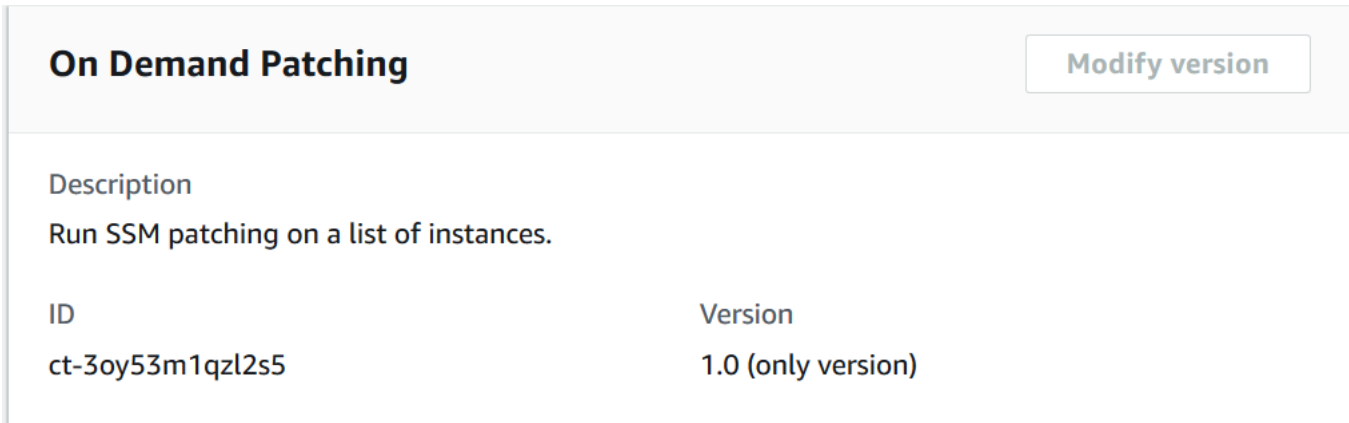 On Demand Patching
Modify version
Description
Run SSM patching on a list of instances.
ID
Version
ct-3oy53m1qzl2s5
1.0 (only version)